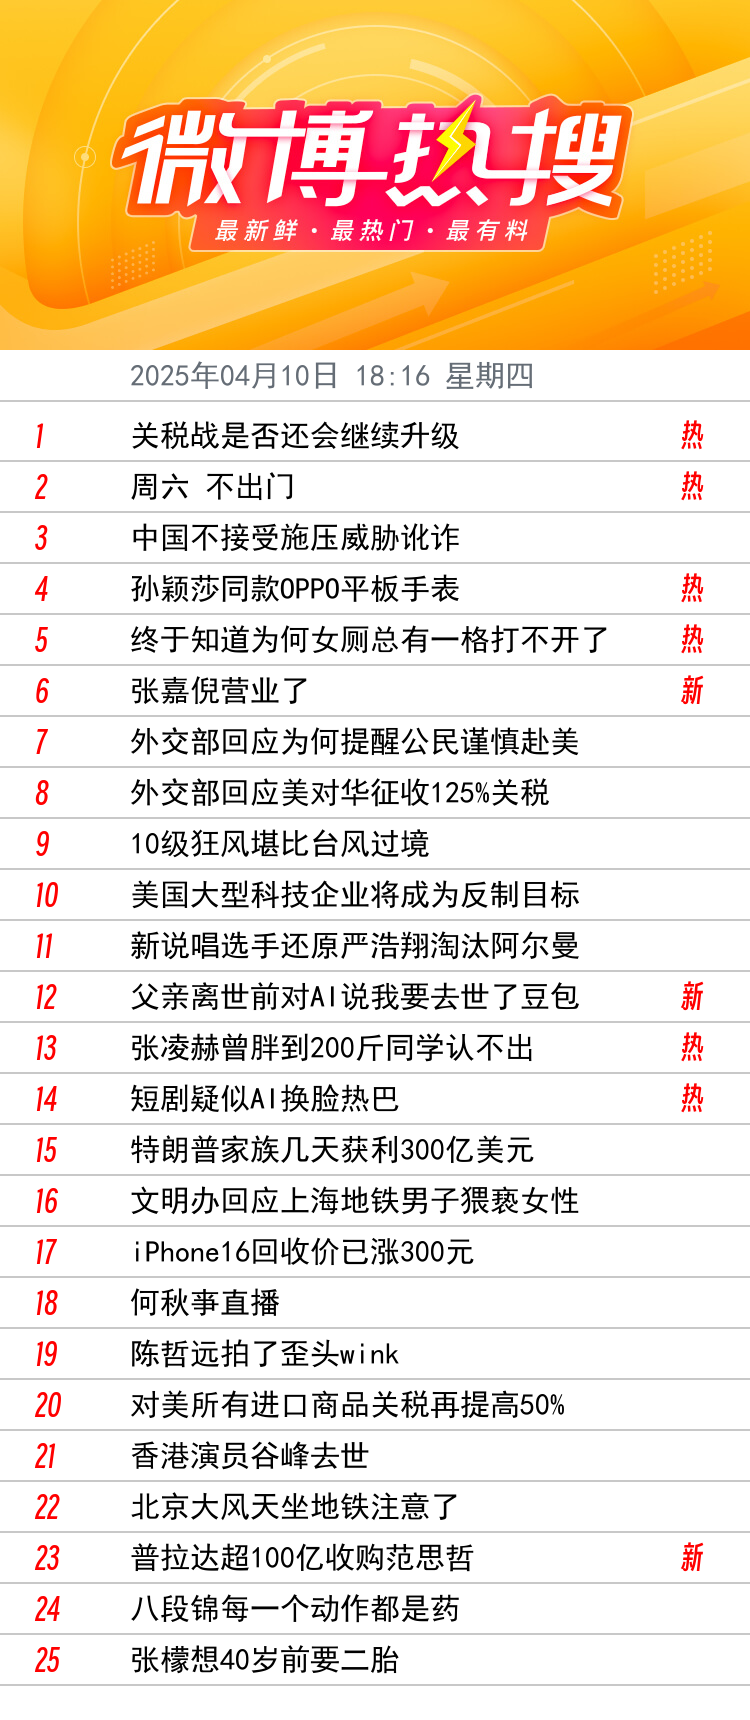 微博热搜
最新鲜·最热门·最有料
2025年04月10日 18:16 星期四
1 关税战是否还会继续升级 热
2 周六 不出门 热
3 中国不接受施压威胁讹诈
4 孙颖莎同款OPPO平板手表 热
5 终于知道为何女厕总有一格打不开了 热
6 张嘉倪营业了 新
7 外交部回应为何提醒公民谨慎赴美
8 外交部回应美对华征收125%关税
9 10级狂风堪比台风过境
10 美国大型科技企业将成为反制目标
11 新说唱选手还原严浩翔淘汰阿尔曼
12 父亲离世前对AI说我要去世了豆包 新
13 张凌赫曾胖到200斤同学认不出 热
14 短剧疑似AI换脸热巴 热
15 特朗普家族几天获利300亿美元
16 文明办回应上海地铁男子猥亵女性
17 iPhone16回收价已涨300元
18 何秋亊直播
19 陈哲远拍了歪头wink
20 对美所有进口商品关税再提高50%
21 香港演员谷峰去世
22 北京大风天坐地铁注意了
23 普拉达超100亿收购范思哲 新
24 八段锦每一个动作都是药
25 张檬想40岁前要二胎